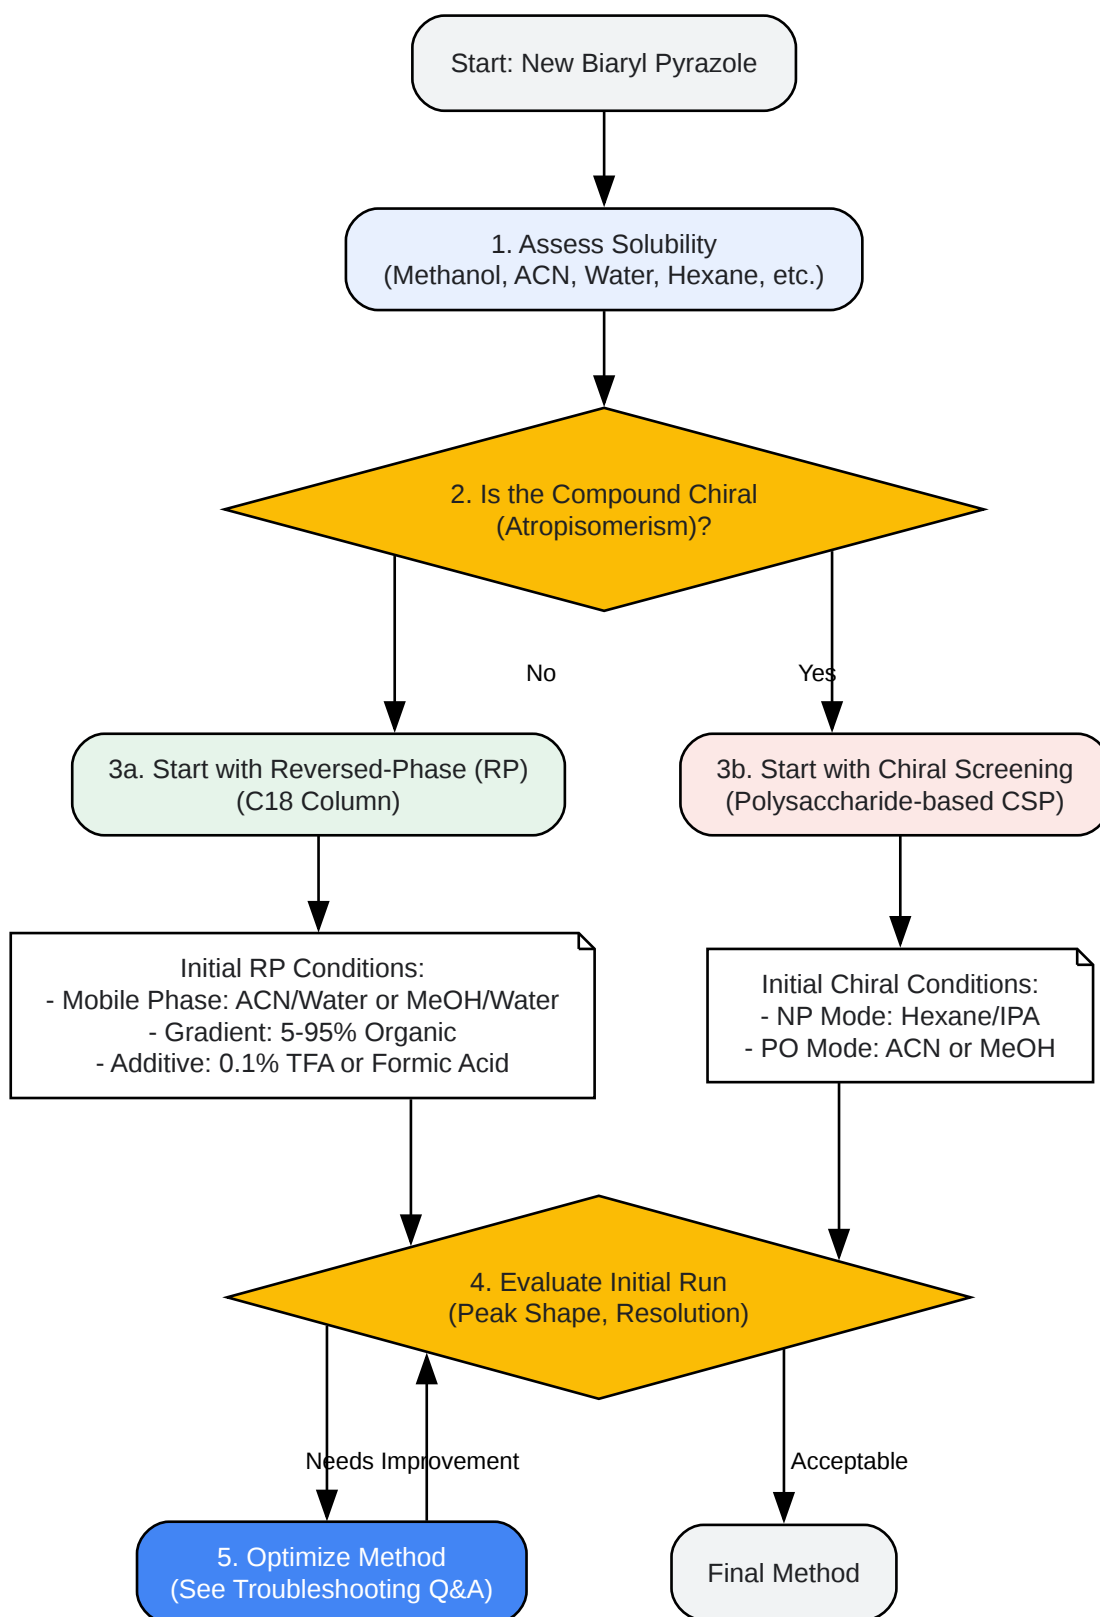 Start: New Biaryl Pyrazole
1. Assess Solubility
(Methanol, ACN, Water, Hexane, etc.)
2. Is the Compound Chiral
(Atropisomerism)?
No
Yes
3a. Start with Reversed-Phase (RP)
(C18 Column)
3b. Start with Chiral Screening
(Polysaccharide-based CSP)
Initial RP Conditions:
- Mobile Phase: ACN/Water or MeOH/Water
- Gradient: 5-95% Organic
- Additive: 0.1% TFA or Formic Acid
Initial Chiral Conditions:
- NP Mode: Hexane/IPA
- PO Mode: ACN or MeOH
4. Evaluate Initial Run
(Peak Shape, Resolution)
Needs Improvement
Acceptable
5. Optimize Method
(See Troubleshooting Q&A)
Final Method